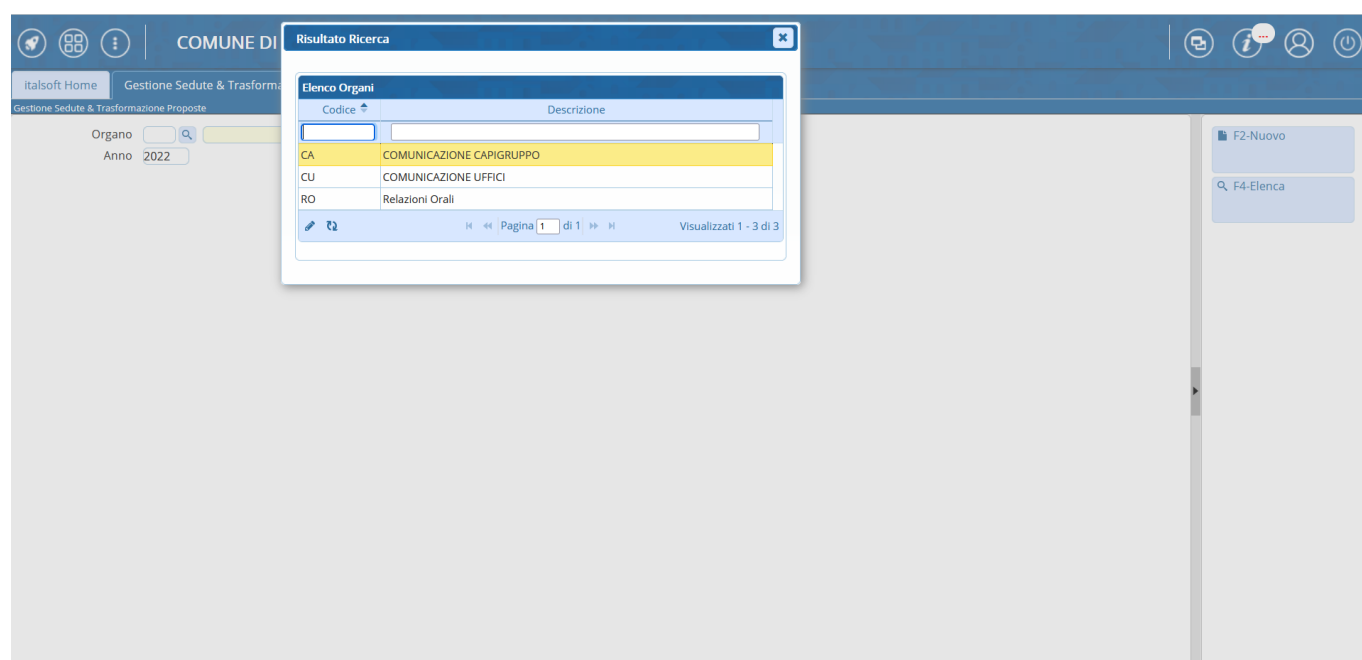 COMUNE DI
Risultato Ricerca
...
italsoft Home
Gestione Sedute & Trasforma
Gestione Sedute & Trasformazione Proposte
Organo
Anno 2022
Elenco Organi
Codice Descrizione
CA COMUNICAZIONE CAPIGRUPPO
CU COMUNICAZIONE UFFICI
RO Relazioni Orali
Pagina 1 di 1 Visualizzati 1 - 3 di 3
F2-Nuovo
F4-Elenca